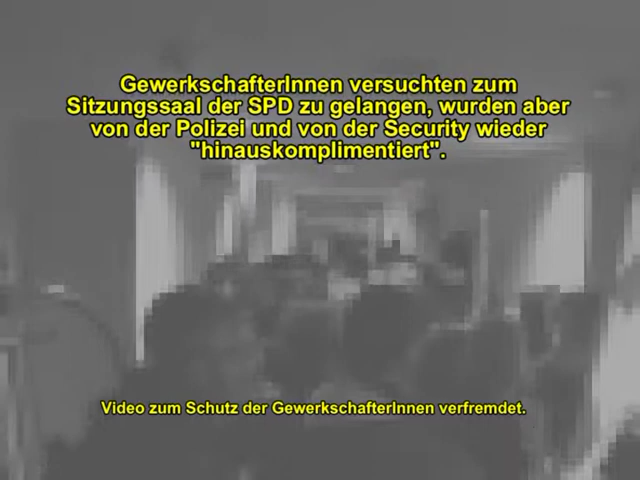 GewerkschafterInnen versuchten zum
Sitzungssaal der SPD zu gelangen, wurden aber
von der Polizei und von der Security wieder
"hinauskomplimentiert".
Video zum Schutz der GewerkschafterInnen verfremdet.